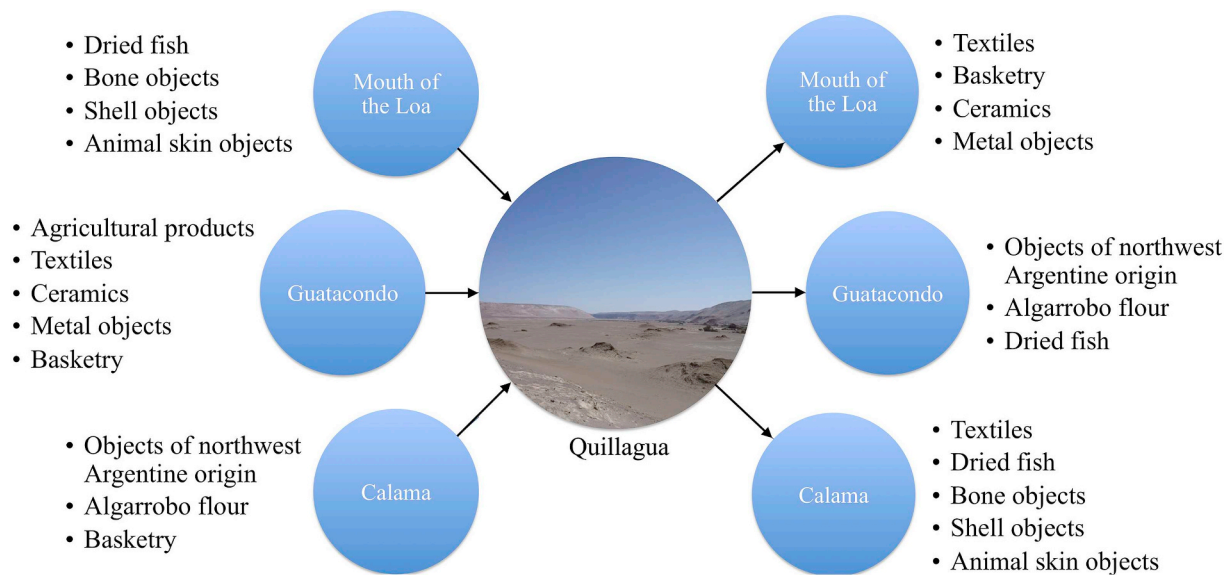 • Dried fish
• Bone objects
• Shell objects
• Animal skin objects
Mouth of
the Loa
• Agricultural products
• Textiles
• Ceramics
• Metal objects
• Basketry
Guatacondo
• Objects of northwest
Argentine origin
• Algarrobo flour
• Basketry
Calama
Quillagua
Mouth of
the Loa
• Textiles
• Basketry
• Ceramics
• Metal objects
Guatacondo
• Objects of northwest
Argentine origin
• Algarrobo flour
• Dried fish
Calama
• Textiles
• Dried fish
• Bone objects
• Shell objects
• Animal skin objects